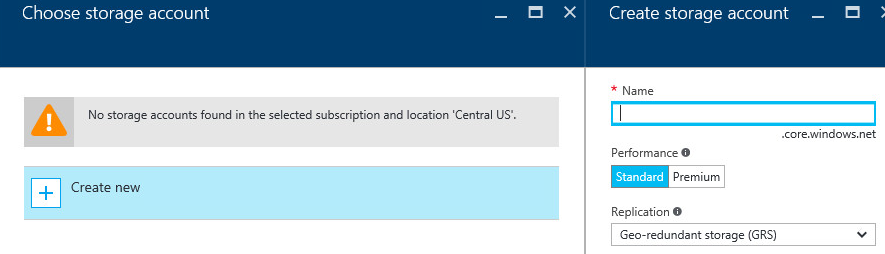 Choose storage account
No storage accounts found in the selected subscription and location 'Central US'.
Create new
Create storage account
* Name
.core.windows.net
Performance
Standard Premium
Replication
Geo-redundant storage (GRS)